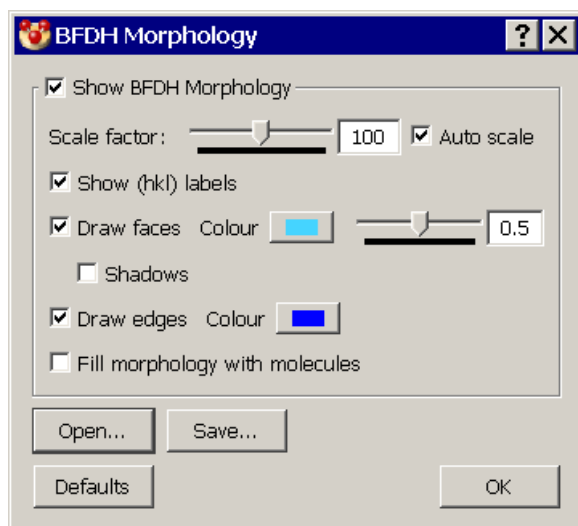 BFDH Morphology ? X
Show BFDH Morphology
Scale factor: 100 Auto scale
Show (hkl) labels
Draw faces Colour 0.5
Shadows
Draw edges Colour
Fill morphology with molecules
Open... Save...
Defaults OK